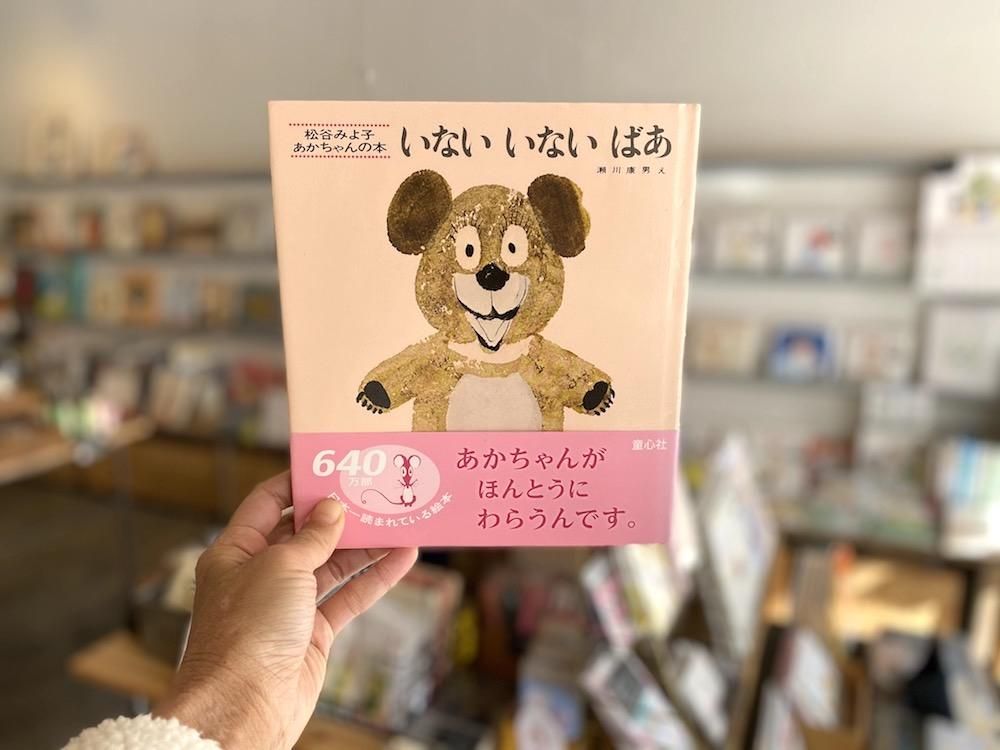 松谷みよ子
あかちゃんの本
いない いない ばあ
瀬川康男 え
童心社
640
万部
日本一読まれている絵本
あかちゃんが
ほんとうに
わらうんです。